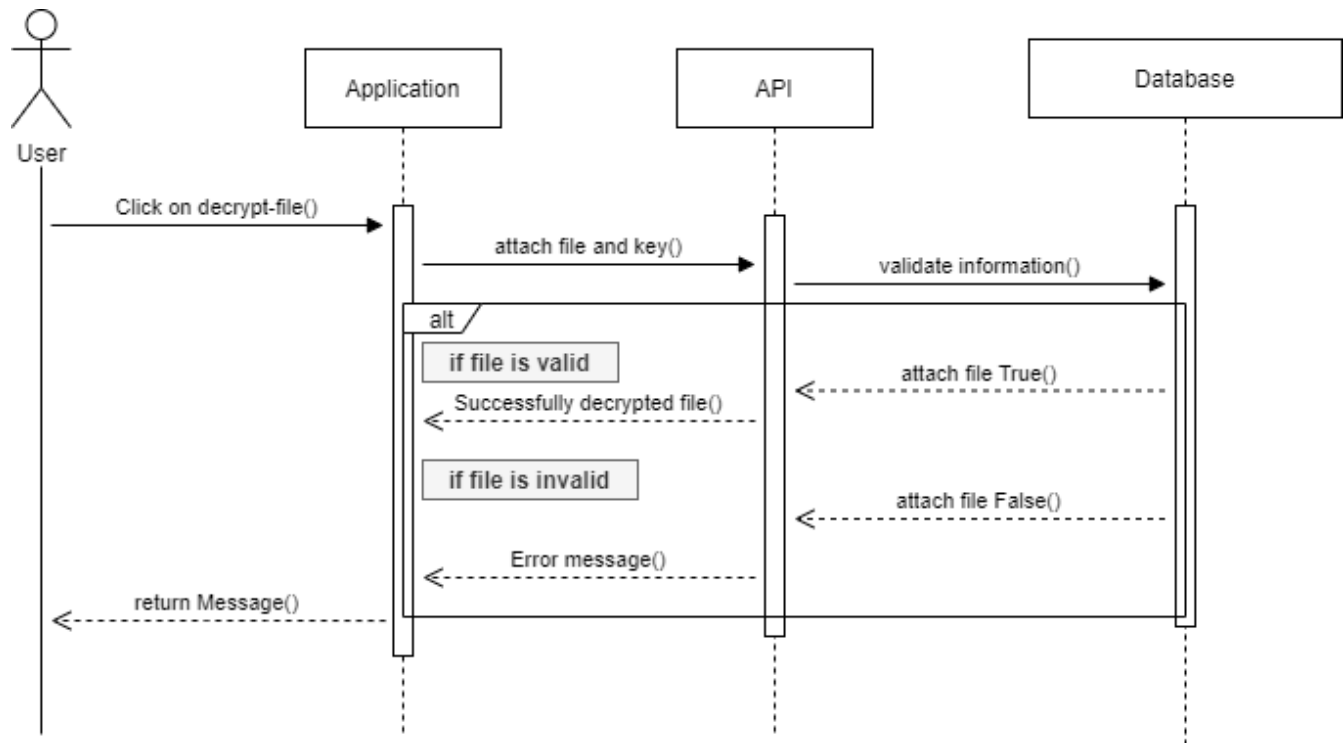 User
Application
API
Database
Click on decrypt-file()
attach file and key()
validate information()
alt
if file is valid
attach file True()
Successfully decrypted file()
if file is invalid
attach file False()
Error message()
return Message()